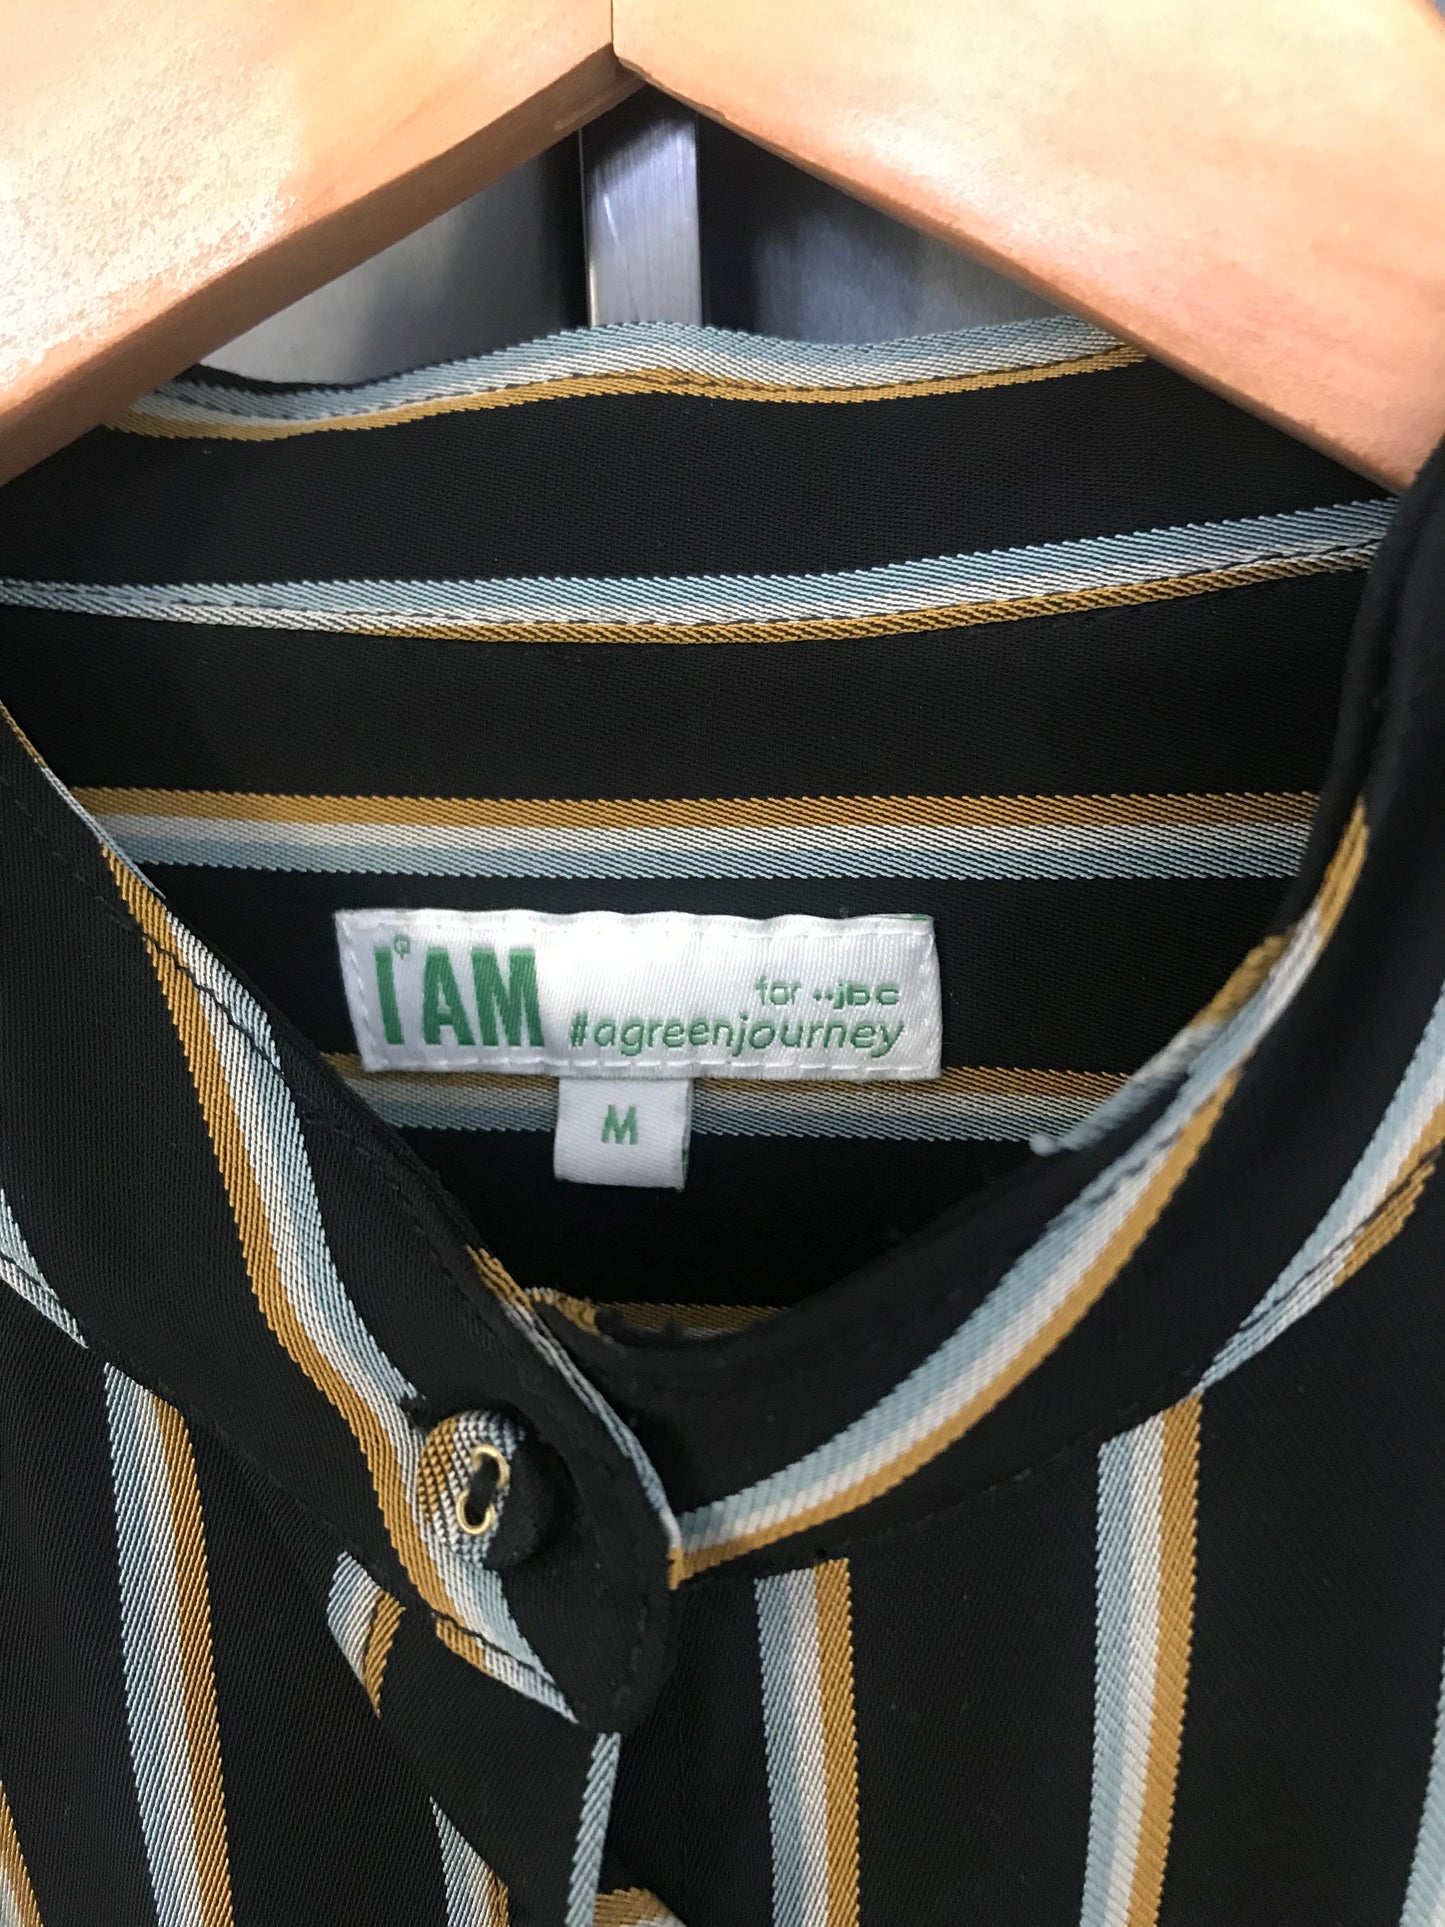 I AM
for ··jbc
#agreenjourney
M